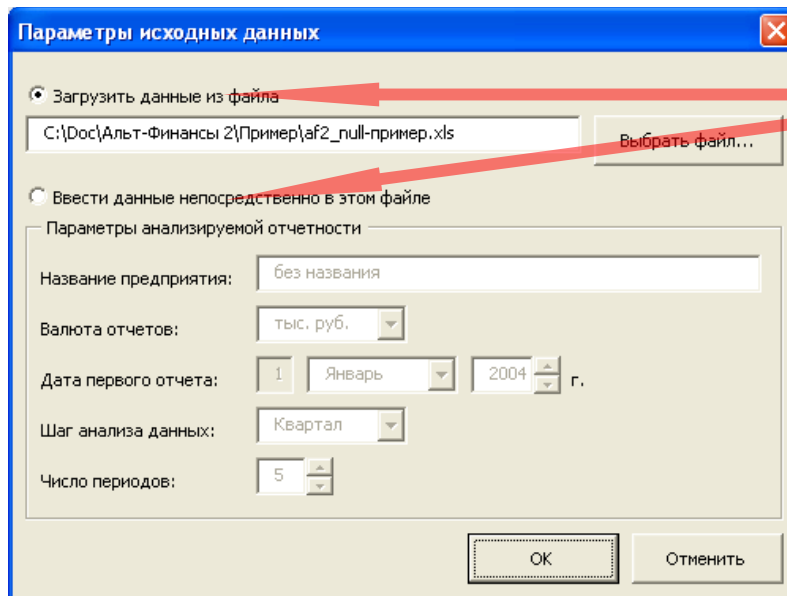 Параметры исходных данных
Загрузить данные из файла
C:\Doc\Альт-Финансы 2\Пример\af2_null-пример.xls
Выбрать файл...
Ввести данные непосредственно в этом файле
Параметры анализируемой отчетности
Название предприятия: без названия
Валюта отчетов: тыс. руб.
Дата первого отчета: 1 Январь 2004 г.
Шаг анализа данных: Квартал
Число периодов: 5
ОК Отменить